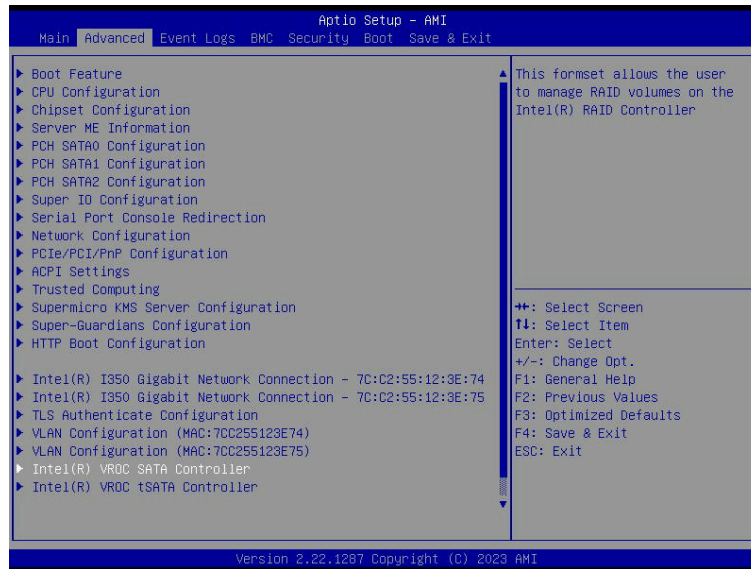 Aptio Setup - AMI
Main Advanced Event Logs BMC Security Boot Save & Exit
Boot Feature
CPU Configuration
Chipset Configuration
Server ME Information
PCH SATA0 Configuration
PCH SATA1 Configuration
PCH SATA2 Configuration
Super IO Configuration
Serial Port Console Redirection
Network Configuration
PCIe/PCI/PnP Configuration
ACPI Settings
Trusted Computing
Supermicro KMS Server Configuration
Super-Guardians Configuration
HTTP Boot Configuration
Intel(R) I350 Gigabit Network Connection - 7C:C2:55:12:3E:74
Intel(R) I350 Gigabit Network Connection - 7C:C2:55:12:3E:75
TLS Authenticate Configuration
VLAN Configuration (MAC:7CC255123E74)
VLAN Configuration (MAC:7CC255123E75)
Intel(R) VROC SATA Controller
Intel(R) VROC tSATA Controller
This formset allows the user
to manage RAID volumes on the
Intel(R) RAID Controller
→←: Select Screen
↑↓: Select Item
Enter: Select
+/-: Change Opt.
F1: General Help
F2: Previous Values
F3: Optimized Defaults
F4: Save & Exit
ESC: Exit
Version 2.22.1287 Copyright (C) 2023 AMI